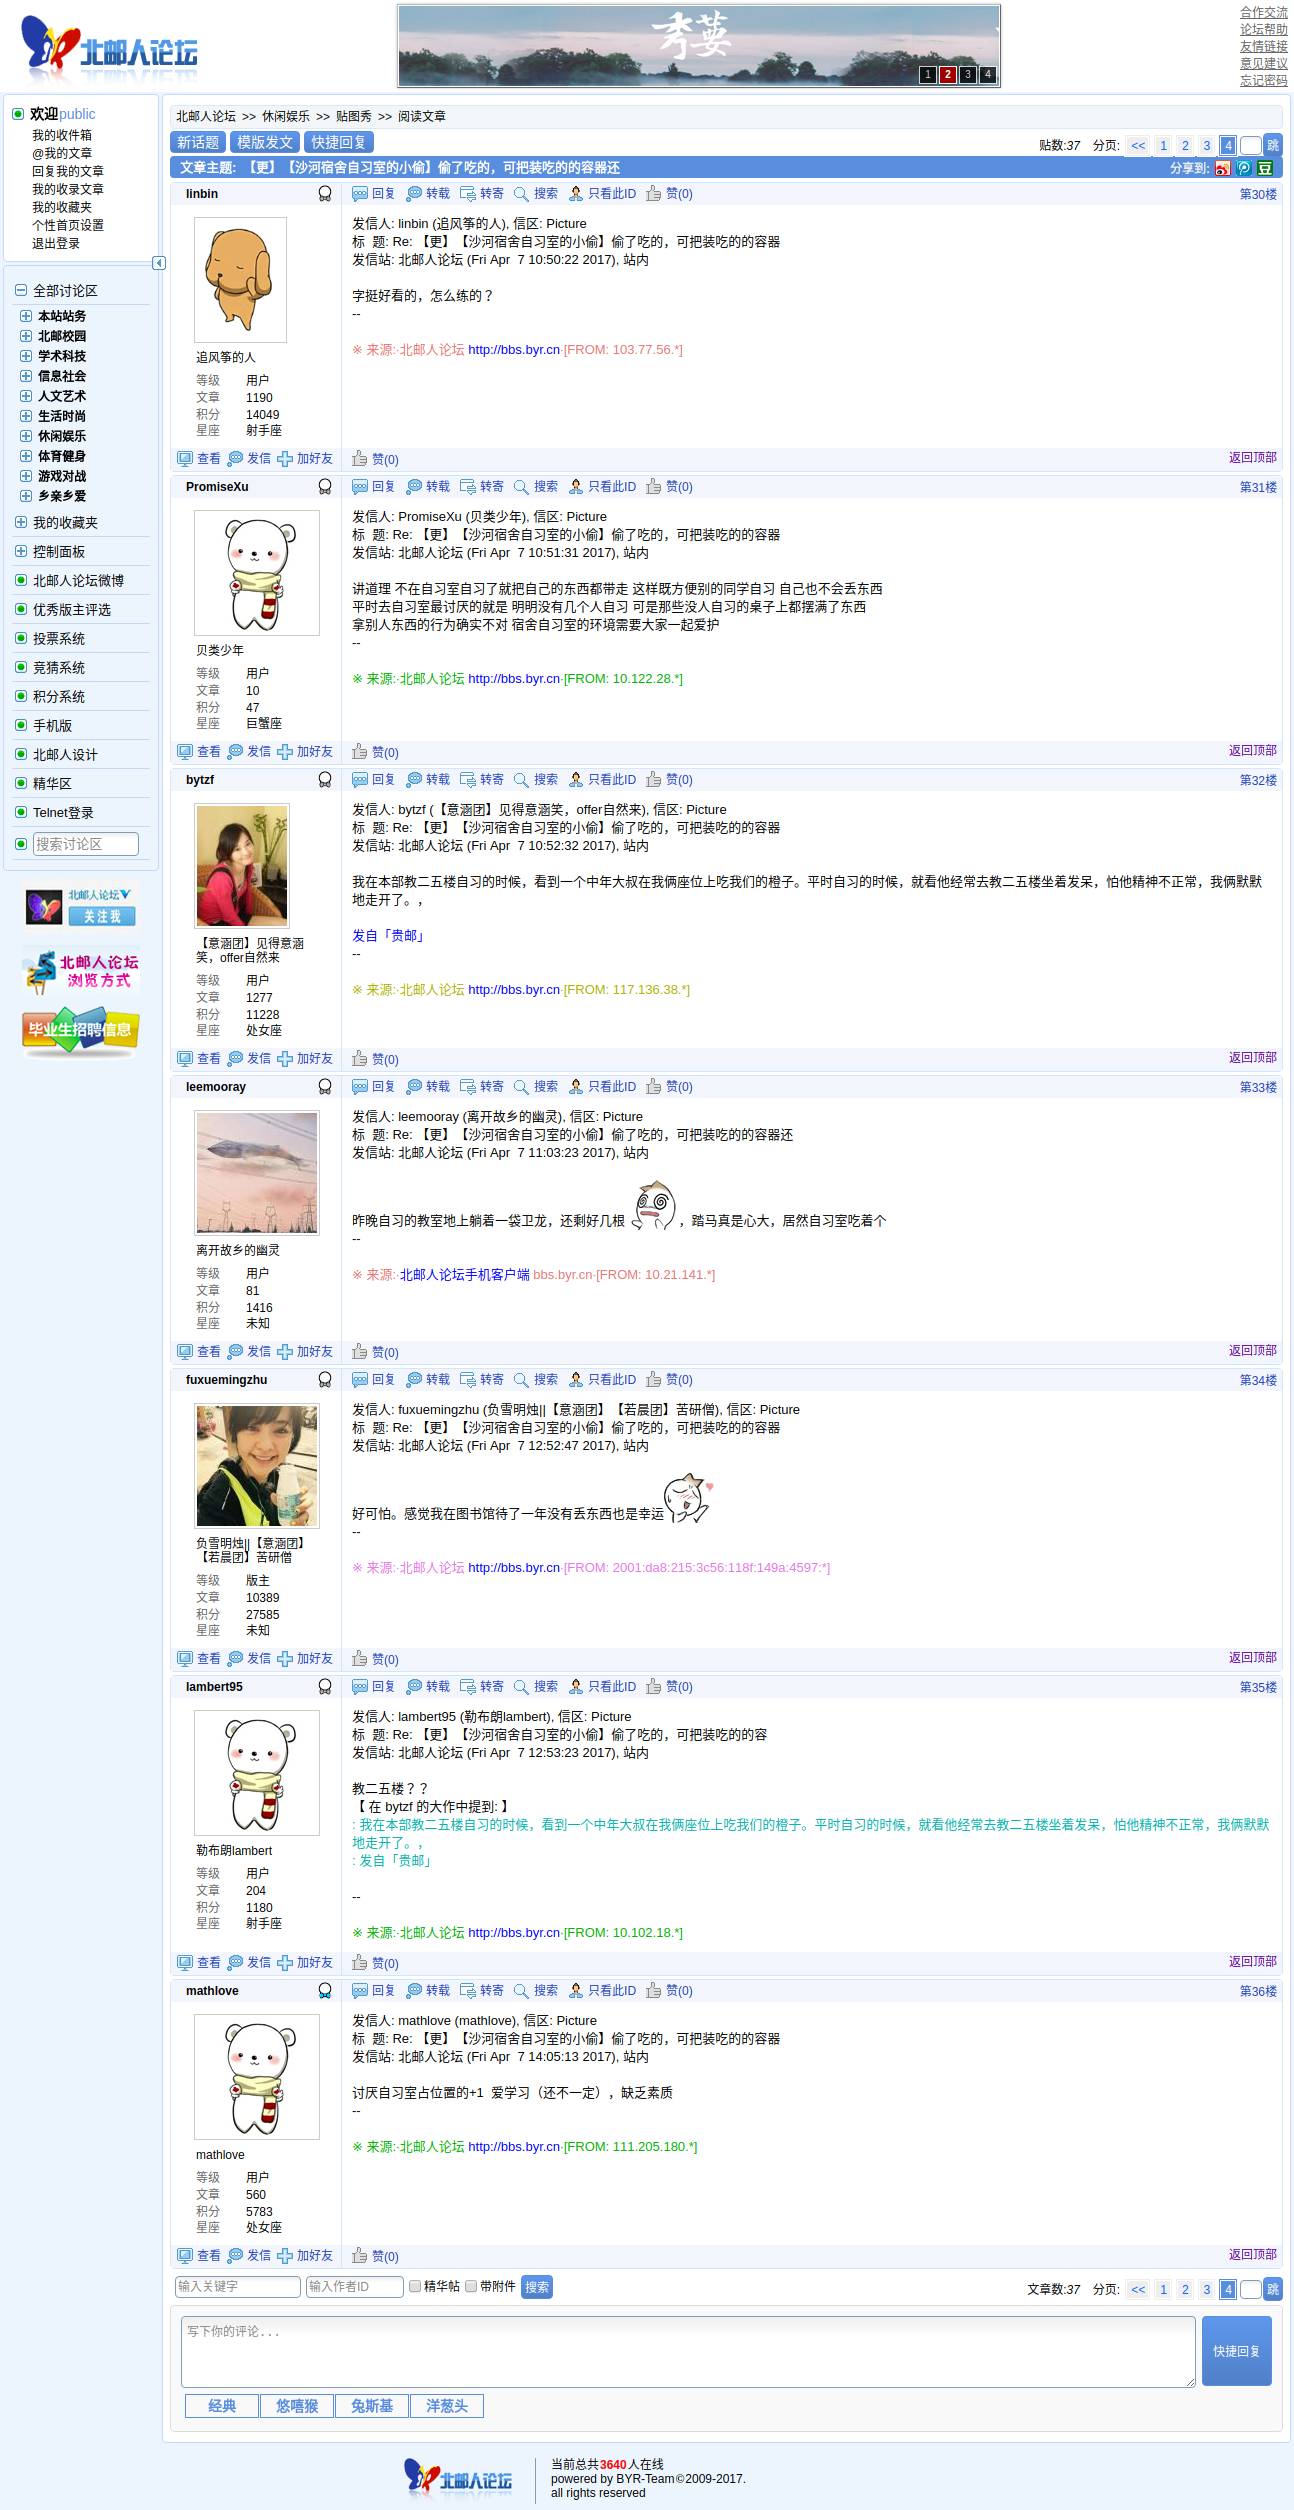 北邮人论坛
秀蔓
1 2 3 4
合作交流
论坛帮助
友情链接
意见建议
忘记密码
欢迎public
我的收件箱
@我的文章
回复我的文章
我的收录文章
我的收藏夹
个性首页设置
退出登录
全部讨论区
本站站务
北邮校园
学术科技
信息社会
人文艺术
生活时尚
休闲娱乐
体育健身
游戏对战
乡亲乡爱
我的收藏夹
控制面板
北邮人论坛微博
优秀版主评选
投票系统
竞猜系统
积分系统
手机版
北邮人设计
精华区
Telnet登录
搜索讨论区
北邮人论坛
关注我
北邮人论坛
浏览方式
毕业生招聘信息
北邮人论坛 >> 休闲娱乐 >> 贴图秀 >> 阅读文章
新话题 模版发文 快捷回复
贴数:37 分页: << 1 2 3 4 跳
文章主题: 【更】【沙河宿舍自习室的小偷】偷了吃的，可把装吃的的容器还 分享到:
linbin 回复 转载 转寄 搜索 只看此ID 赞(0) 第30楼
追风筝的人
等级 用户
文章 1190
积分 14049
星座 射手座
发信人: linbin (追风筝的人), 信区: Picture
标 题: Re: 【更】【沙河宿舍自习室的小偷】偷了吃的，可把装吃的的容器
发信站: 北邮人论坛 (Fri Apr 7 10:50:22 2017), 站内
字挺好看的，怎么练的？
--
※ 来源:·北邮人论坛 http://bbs.byr.cn·[FROM: 103.77.56.*]
查看 发信 加好友 赞(0) 返回顶部
PromiseXu 回复 转载 转寄 搜索 只看此ID 赞(0) 第31楼
贝类少年
等级 用户
文章 10
积分 47
星座 巨蟹座
发信人: PromiseXu (贝类少年), 信区: Picture
标 题: Re: 【更】【沙河宿舍自习室的小偷】偷了吃的，可把装吃的的容器
发信站: 北邮人论坛 (Fri Apr 7 10:51:31 2017), 站内
讲道理 不在自习室自习了就把自己的东西都带走 这样既方便别的同学自习 自己也不会丢东西
平时去自习室最讨厌的就是 明明没有几个人自习 可是那些没人自习的桌子上都摆满了东西
拿别人东西的行为确实不对 宿舍自习室的环境需要大家一起爱护
--
※ 来源:·北邮人论坛 http://bbs.byr.cn·[FROM: 10.122.28.*]
查看 发信 加好友 赞(0) 返回顶部
bytzf 回复 转载 转寄 搜索 只看此ID 赞(0) 第32楼
【意涵团】见得意涵
笑，offer自然来
等级 用户
文章 1277
积分 11228
星座 处女座
发信人: bytzf (【意涵团】见得意涵笑，offer自然来), 信区: Picture
标 题: Re: 【更】【沙河宿舍自习室的小偷】偷了吃的，可把装吃的的容器
发信站: 北邮人论坛 (Fri Apr 7 10:52:32 2017), 站内
我在本部教二五楼自习的时候，看到一个中年大叔在我俩座位上吃我们的橙子。平时自习的时候，就看他经常去教二五楼坐着发呆，怕他精神不正常，我俩默默
地走开了。，
发自「贵邮」
--
※ 来源:·北邮人论坛 http://bbs.byr.cn·[FROM: 117.136.38.*]
查看 发信 加好友 赞(0) 返回顶部
leemooray 回复 转载 转寄 搜索 只看此ID 赞(0) 第33楼
离开故乡的幽灵
等级 用户
文章 81
积分 1416
星座 未知
发信人: leemooray (离开故乡的幽灵), 信区: Picture
标 题: Re: 【更】【沙河宿舍自习室的小偷】偷了吃的，可把装吃的的容器还
发信站: 北邮人论坛 (Fri Apr 7 11:03:23 2017), 站内
昨晚自习的教室地上躺着一袋卫龙，还剩好几根 ，踏马真是心大，居然自习室吃着个
--
※ 来源:·北邮人论坛手机客户端 bbs.byr.cn·[FROM: 10.21.141.*]
查看 发信 加好友 赞(0) 返回顶部
fuxuemingzhu 回复 转载 转寄 搜索 只看此ID 赞(0) 第34楼
负雪明烛||【意涵团】
【若晨团】苦研僧
等级 版主
文章 10389
积分 27585
星座 未知
发信人: fuxuemingzhu (负雪明烛||【意涵团】【若晨团】苦研僧), 信区: Picture
标 题: Re: 【更】【沙河宿舍自习室的小偷】偷了吃的，可把装吃的的容器
发信站: 北邮人论坛 (Fri Apr 7 12:52:47 2017), 站内
好可怕。感觉我在图书馆待了一年没有丢东西也是幸运
--
※ 来源:·北邮人论坛 http://bbs.byr.cn·[FROM: 2001:da8:215:3c56:118f:149a:4597:*]
查看 发信 加好友 赞(0) 返回顶部
lambert95 回复 转载 转寄 搜索 只看此ID 赞(0) 第35楼
勒布朗lambert
等级 用户
文章 204
积分 1180
星座 射手座
发信人: lambert95 (勒布朗lambert), 信区: Picture
标 题: Re: 【更】【沙河宿舍自习室的小偷】偷了吃的，可把装吃的的容
发信站: 北邮人论坛 (Fri Apr 7 12:53:23 2017), 站内
教二五楼？？
【 在 bytzf 的大作中提到: 】
: 我在本部教二五楼自习的时候，看到一个中年大叔在我俩座位上吃我们的橙子。平时自习的时候，就看他经常去教二五楼坐着发呆，怕他精神不正常，我俩默默
地走开了。，
: 发自「贵邮」
--
※ 来源:·北邮人论坛 http://bbs.byr.cn·[FROM: 10.102.18.*]
查看 发信 加好友 赞(0) 返回顶部
mathlove 回复 转载 转寄 搜索 只看此ID 赞(0) 第36楼
mathlove
等级 用户
文章 560
积分 5783
星座 处女座
发信人: mathlove (mathlove), 信区: Picture
标 题: Re: 【更】【沙河宿舍自习室的小偷】偷了吃的，可把装吃的的容器
发信站: 北邮人论坛 (Fri Apr 7 14:05:13 2017), 站内
讨厌自习室占位置的+1 爱学习（还不一定），缺乏素质
--
※ 来源:·北邮人论坛 http://bbs.byr.cn·[FROM: 111.205.180.*]
查看 发信 加好友 赞(0) 返回顶部
输入关键字 输入作者ID 精华帖 带附件 搜索
文章数:37 分页: << 1 2 3 4 跳
写下你的评论...
快捷回复
经典 悠嘻猴 兔斯基 洋葱头
北邮人论坛
当前总共3640人在线
powered by BYR-Team©2009-2017.
all rights reserved